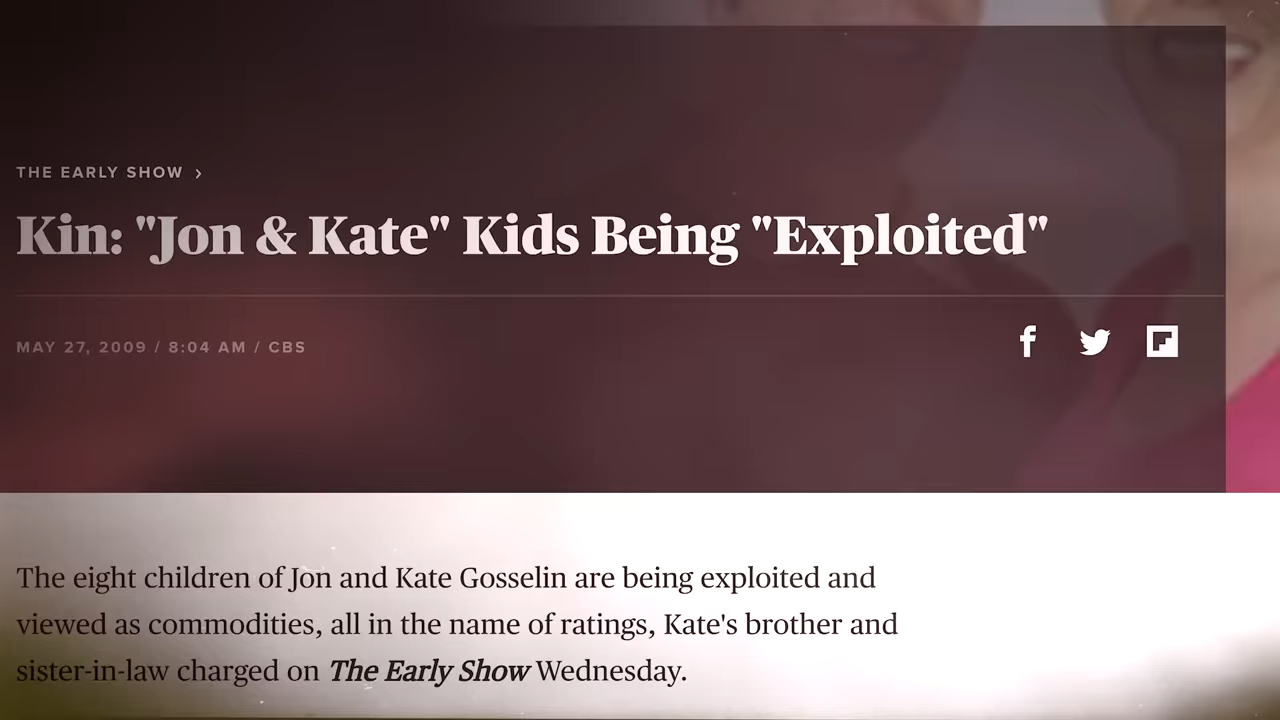 THE EARLY SHOW ›
Kin: "Jon & Kate" Kids Being "Exploited"
MAY 27, 2009 / 8:04 AM / CBS
The eight children of Jon and Kate Gosselin are being exploited and
viewed as commodities, all in the name of ratings, Kate's brother and
sister-in-law charged on The Early Show Wednesday.